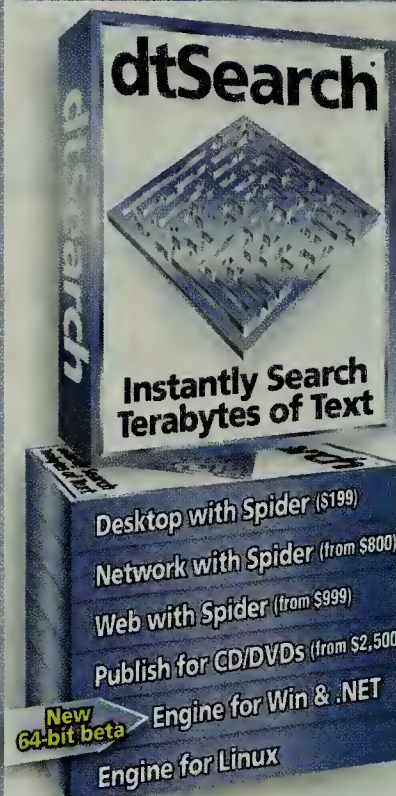 dtSearch
dtsearch
Instantly Search
Terabytes of Text
Desktop with Spider ($199)
Network with Spider (from $800)
Web with Spider (from $999)
Publish for CD/DVDs (from $2,500
New
64-bit beta
Engine for Win & .NET
Engine for Linux